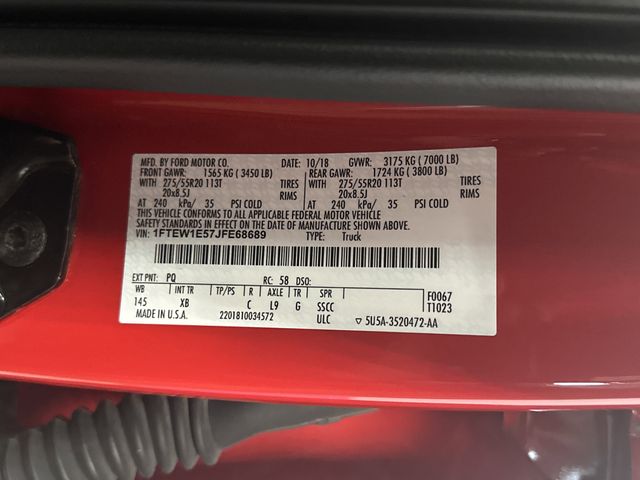 MFD. BY FORD MOTOR CO. DATE: 10/18 GVWR: 3175 KG ( 7000 LB)
FRONT GAWR: 1565 KG ( 3450 LB) REAR GAWR: 1724 KG ( 3800 LB)
WITH 275/55R20 113T TIRES WITH 275/55R20 113T TIRES
20x8.5J RIMS 20x8.5J RIMS
AT 240 kPa/ 35 PSI COLD AT 240 kPa/ 35 PSI COLD
THIS VEHICLE CONFORMS TO ALL APPLICABLE FEDERAL MOTOR VEHICLE
SAFETY STANDARDS IN EFFECT ON THE DATE OF MANUFACTURE SHOWN ABOVE.
VIN: 1FTEW1E57JFE68689 TYPE: Truck
EXT PNT: PQ RC: 58 DSO:
WB INT TR TP/PS R AXLE TR SPR F0067
145 XB C L9 G SSCC T1023
MADE IN U.S.A. 2201810034572 ULC ▽ 5U5A-3520472-AA